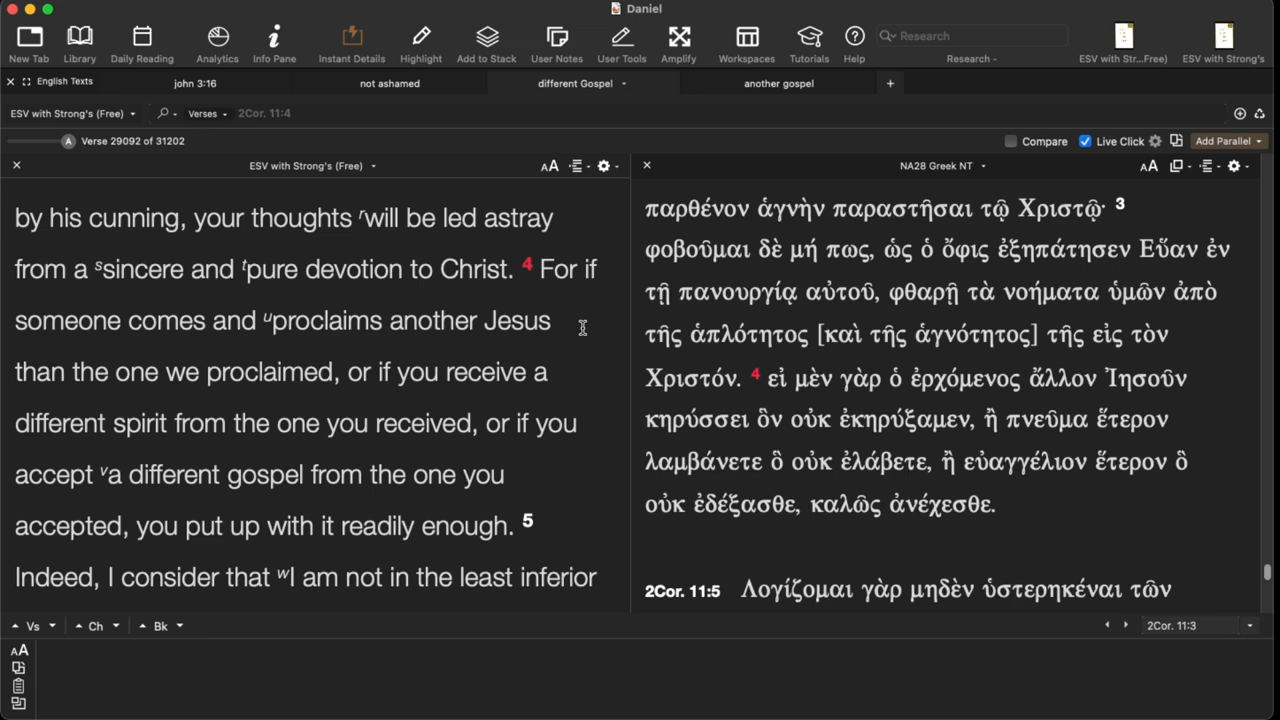 Daniel
New Tab Library Daily Reading Analytics Info Pane Instant Details Highlight Add to Stack User Notes User Tools Amplify Workspaces Tutorials Help Research Research ESV with Str...Free) ESV with Strong's
English Texts john 3:16 not ashamed different Gospel another gospel +
ESV with Strong's (Free) Verses 2Cor. 11:4
A Verse 29092 of 31202 Compare Live Click Add Parallel
ESV with Strong's (Free) AA
by his cunning, your thoughts rwill be led astray
from a ssincere and tpure devotion to Christ. 4 For if
someone comes and uproclaims another Jesus
than the one we proclaimed, or if you receive a
different spirit from the one you received, or if you
accept va different gospel from the one you
accepted, you put up with it readily enough. 5
Indeed, I consider that wI am not in the least inferior
NA28 Greek NT AA
παρθένον ἁγνὴν παραστῆσαι τῷ Χριστῷ· 3
φοβοῦμαι δὲ μή πως, ὡς ὁ ὄφις ἐξηπάτησεν Εὕαν ἐν
τῇ πανουργίᾳ αὐτοῦ, φθαρῇ τὰ νοήματα ὑμῶν ἀπὸ
τῆς ἁπλότητος [καὶ τῆς ἁγνότητος] τῆς εἰς τὸν
Χριστόν. 4 εἰ μὲν γὰρ ὁ ἐρχόμενος ἄλλον Ἰησοῦν
κηρύσσει ὃν οὐκ ἐκηρύξαμεν, ἢ πνεῦμα ἕτερον
λαμβάνετε ὃ οὐκ ἐλάβετε, ἢ εὐαγγέλιον ἕτερον ὃ
οὐκ ἐδέξασθε, καλῶς ἀνέχεσθε.
2Cor. 11:5 Λογίζομαι γὰρ μηδὲν ὑστερηκέναι τῶν
Vs Ch Bk 2Cor. 11:3
AA